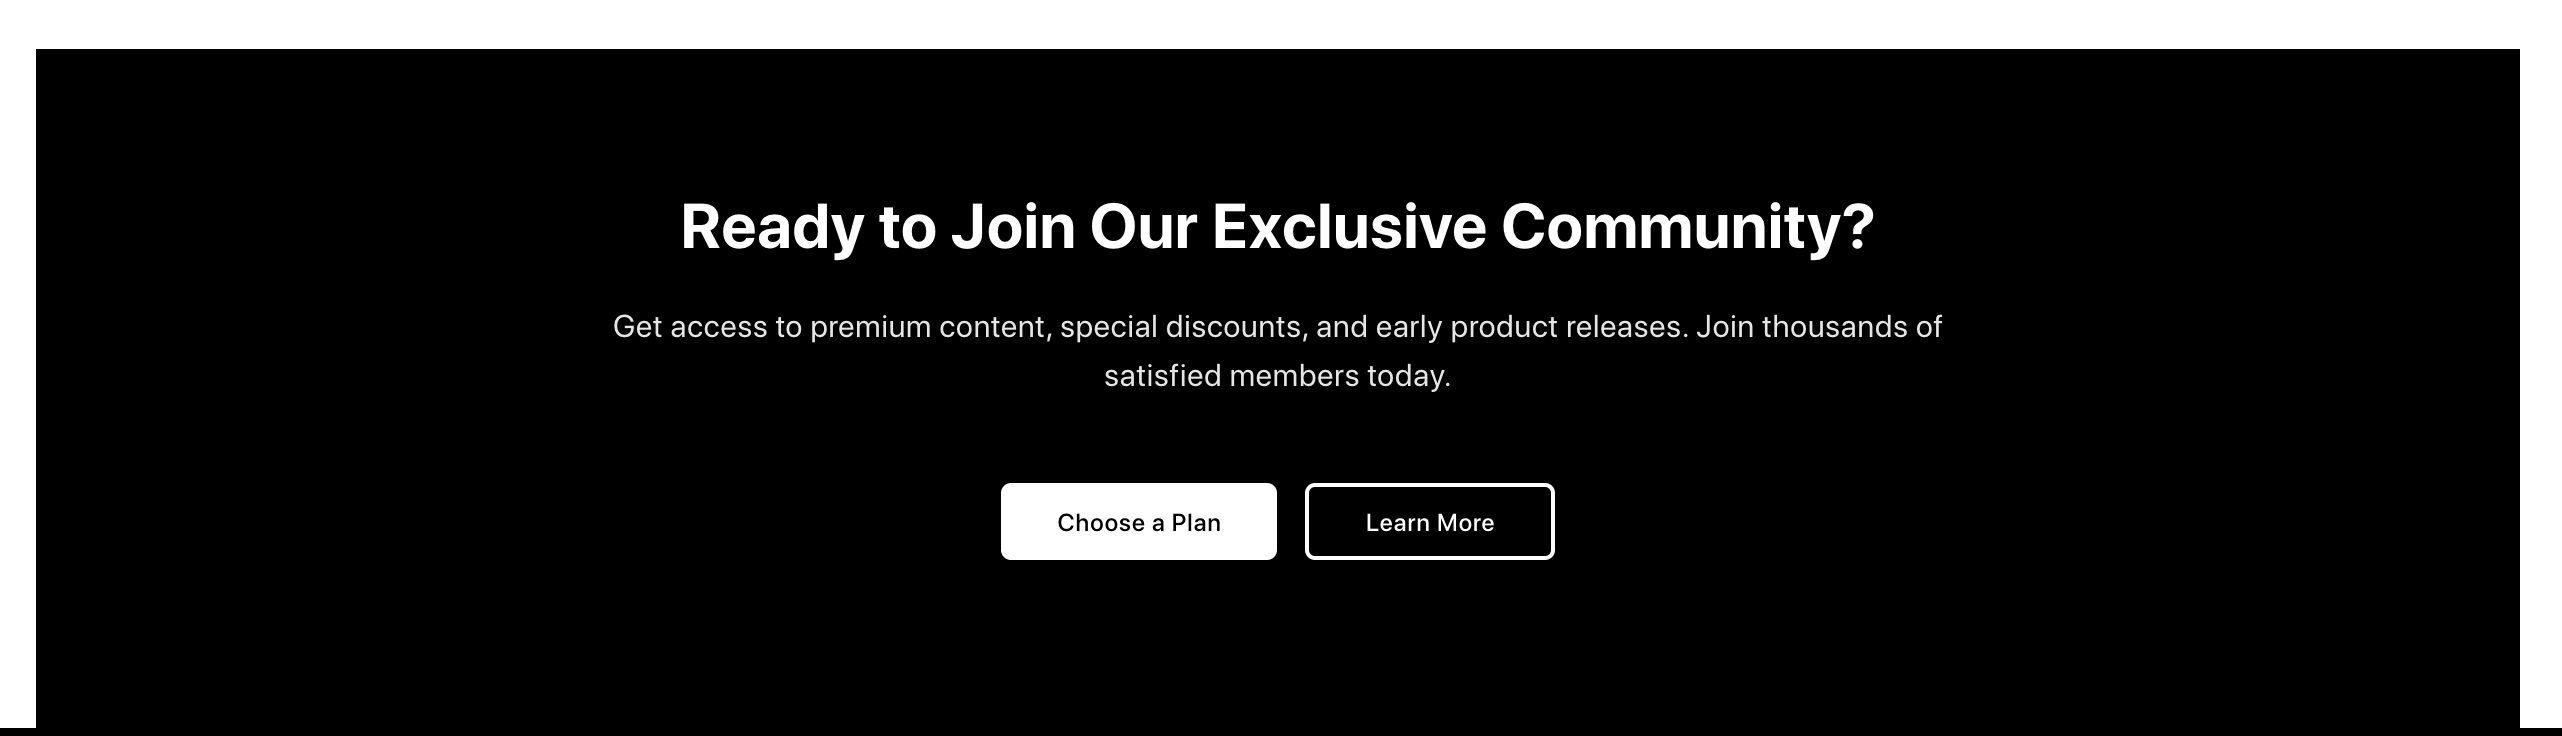 Ready to Join Our Exclusive Community?
Get access to premium content, special discounts, and early product releases. Join thousands of
satisfied members today.
Choose a Plan
Learn More